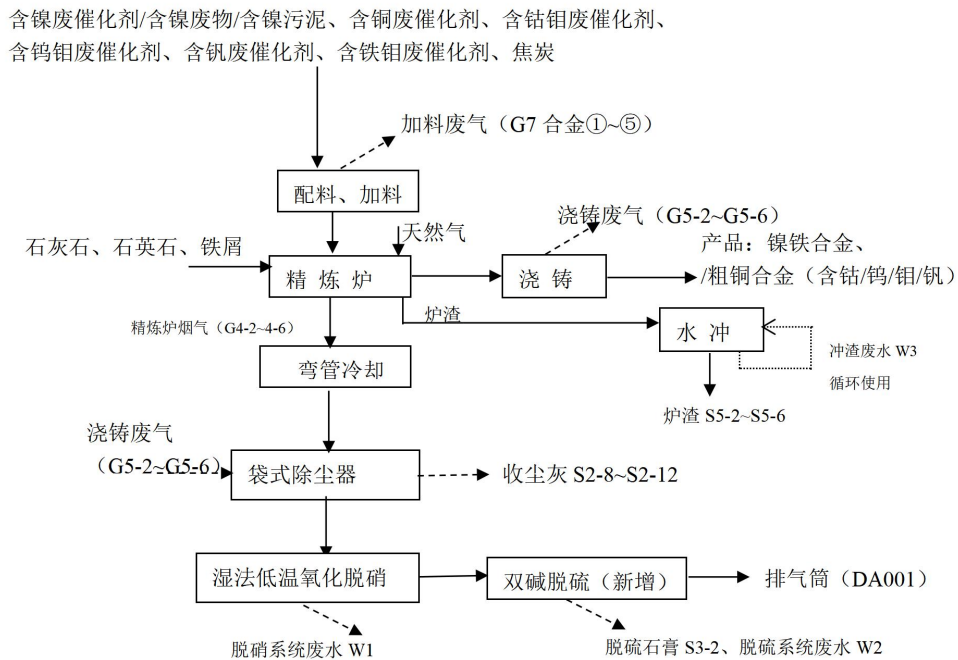 含镍废催化剂/含镍废物/含镍污泥、含铜废催化剂、含钴钼废催化剂、
含钨钼废催化剂、含钒废催化剂、含铁钼废催化剂、焦炭
加料废气（G7 合金①~⑤）
配料、加料
浇铸废气（G5-2~G5-6）
天然气
石灰石、石英石、铁屑
产品：镍铁合金、
/粗铜合金（含钴/钨/钼/钒）
精 炼 炉
浇 铸
炉渣
精炼炉烟气（G4-2~4-6）
水 冲
冲渣废水 W3
循环使用
弯管冷却
炉渣 S5-2~S5-6
浇铸废气
（G5-2~G5-6）
袋式除尘器
收尘灰 S2-8~S2-12
湿法低温氧化脱硝
双碱脱硫（新增）
排气筒（DA001）
脱硝系统废水 W1
脱硫石膏 S3-2、脱硫系统废水 W2